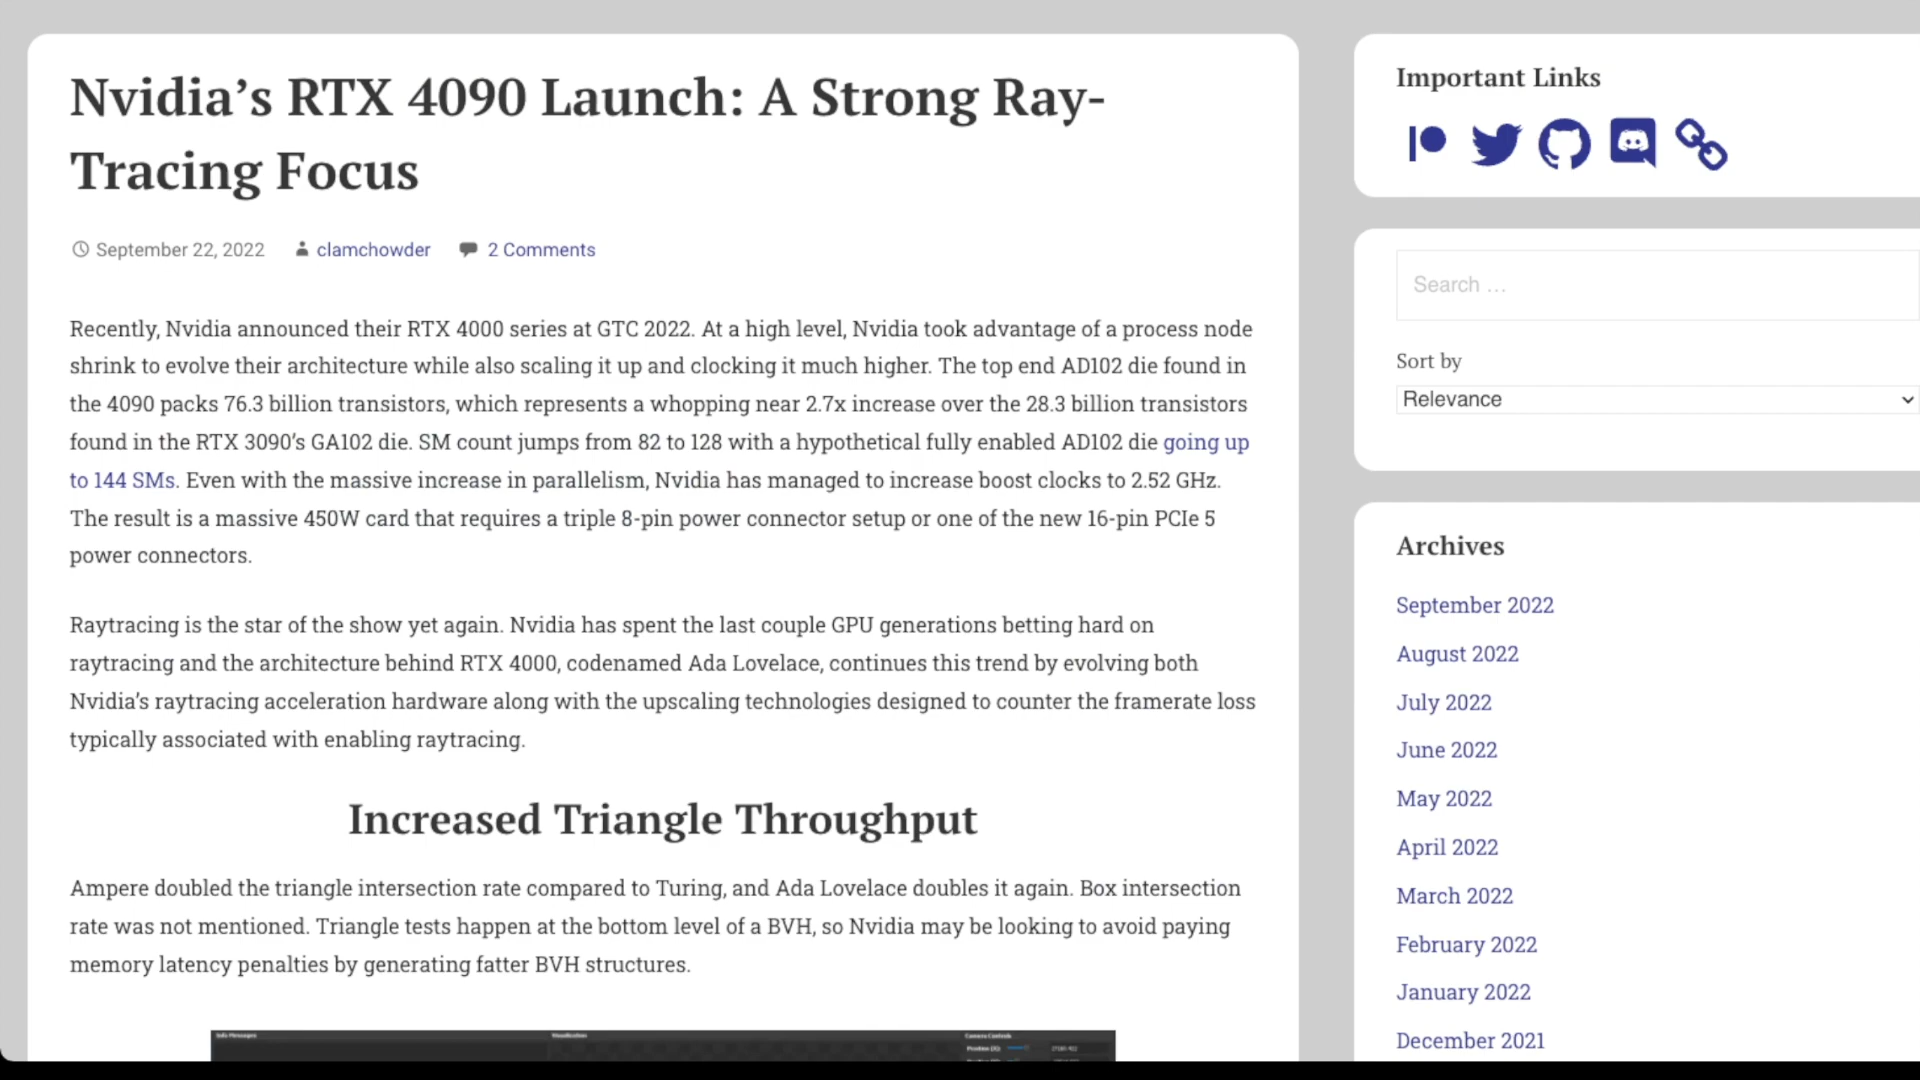 Nvidia’s RTX 4090 Launch: A Strong Ray-
Tracing Focus
September 22, 2022 clamchowder 2 Comments
Recently, Nvidia announced their RTX 4000 series at GTC 2022. At a high level, Nvidia took advantage of a process node
shrink to evolve their architecture while also scaling it up and clocking it much higher. The top end AD102 die found in
the 4090 packs 76.3 billion transistors, which represents a whopping near 2.7x increase over the 28.3 billion transistors
found in the RTX 3090’s GA102 die. SM count jumps from 82 to 128 with a hypothetical fully enabled AD102 die going up
to 144 SMs. Even with the massive increase in parallelism, Nvidia has managed to increase boost clocks to 2.52 GHz.
The result is a massive 450W card that requires a triple 8-pin power connector setup or one of the new 16-pin PCIe 5
power connectors.
Raytracing is the star of the show yet again. Nvidia has spent the last couple GPU generations betting hard on
raytracing and the architecture behind RTX 4000, codenamed Ada Lovelace, continues this trend by evolving both
Nvidia’s raytracing acceleration hardware along with the upscaling technologies designed to counter the framerate loss
typically associated with enabling raytracing.
Increased Triangle Throughput
Ampere doubled the triangle intersection rate compared to Turing, and Ada Lovelace doubles it again. Box intersection
rate was not mentioned. Triangle tests happen at the bottom level of a BVH, so Nvidia may be looking to avoid paying
memory latency penalties by generating fatter BVH structures.
Info Messages
Visualization
Camera Controls
Position (X):
Important Links
Search …
Sort by
Relevance
Archives
September 2022
August 2022
July 2022
June 2022
May 2022
April 2022
March 2022
February 2022
January 2022
December 2021